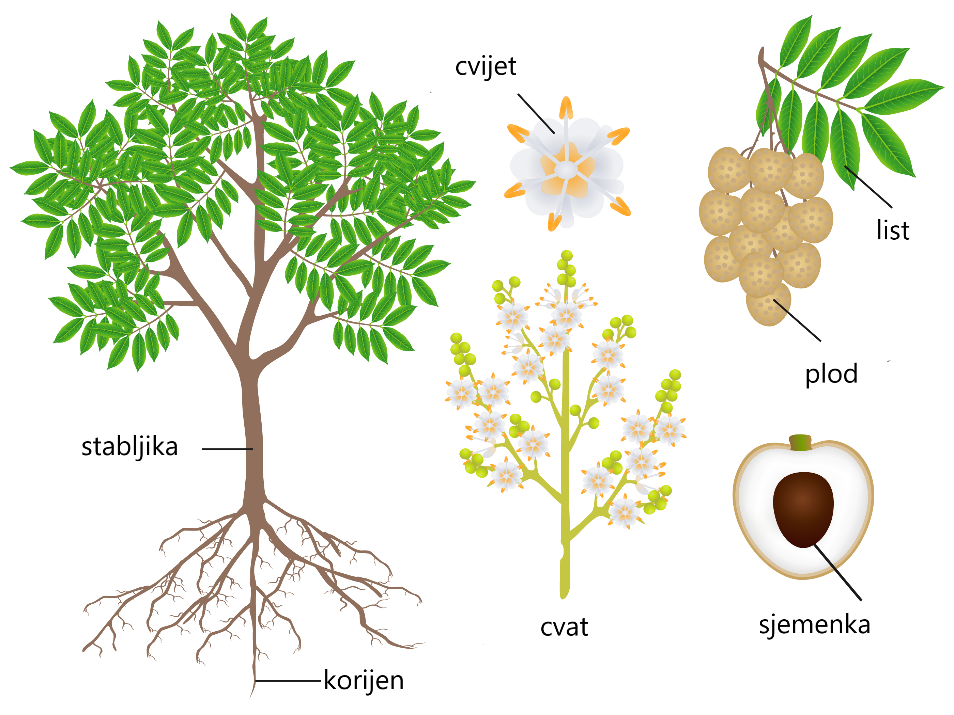 cvijet
list
plod
stabljika
cvat
sjemenka
korijen